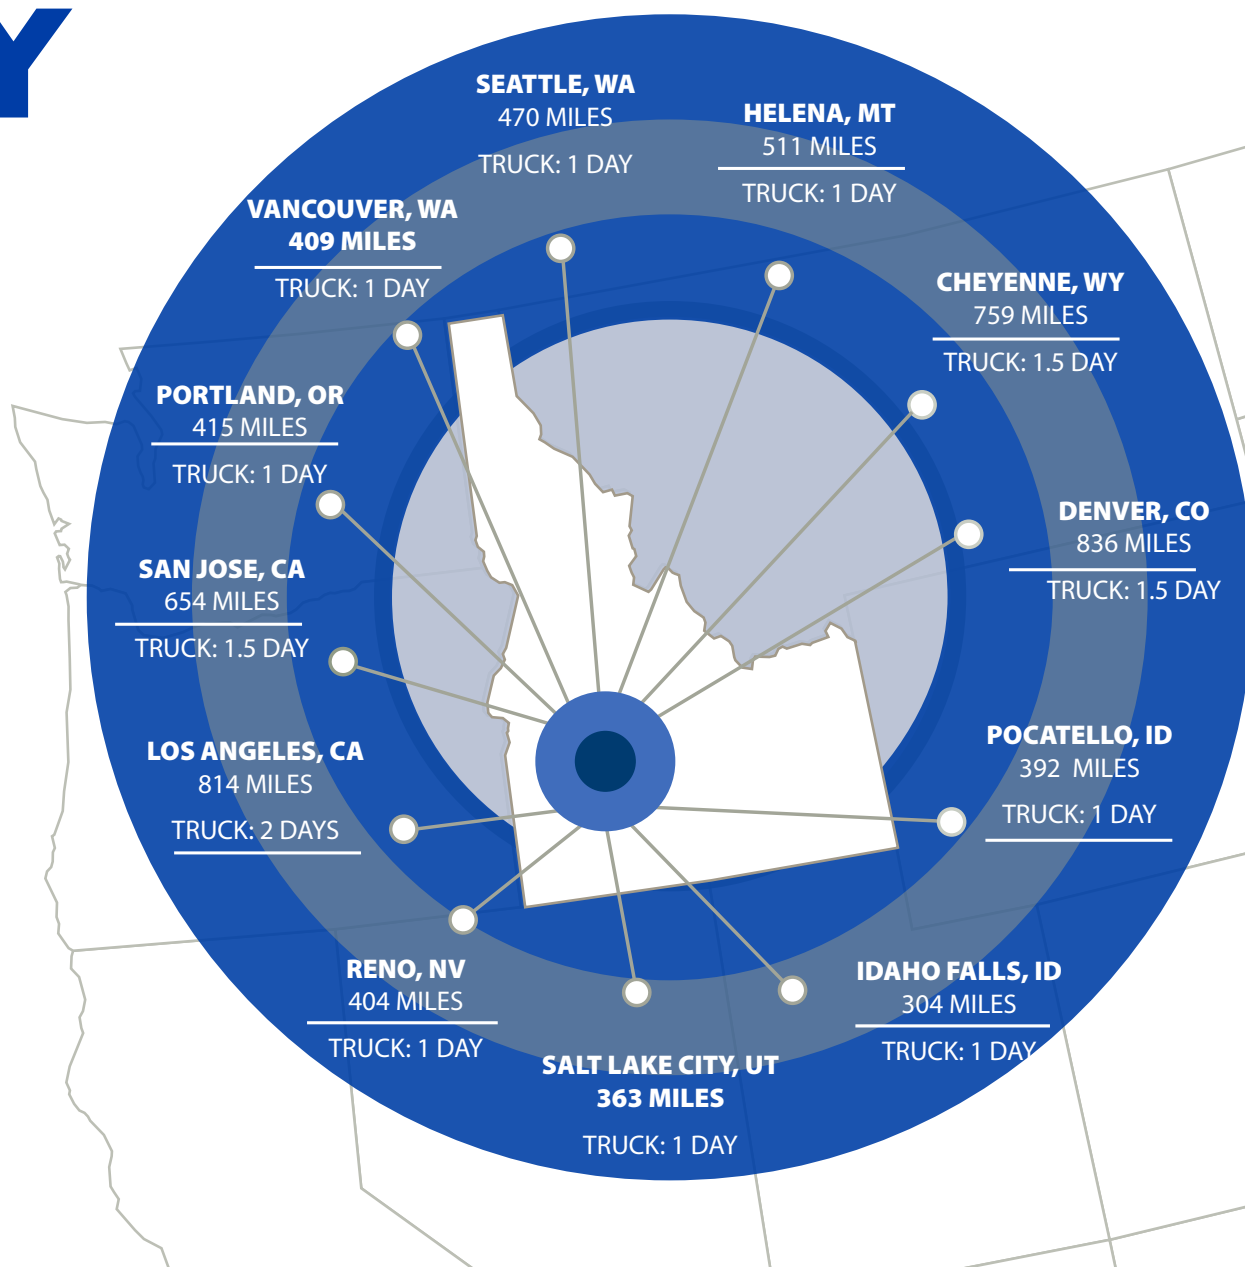 Y
SEATTLE, WA
470 MILES
TRUCK: 1 DAY
HELENA, MT
511 MILES
TRUCK: 1 DAY
VANCOUVER, WA
409 MILES
TRUCK: 1 DAY
CHEYENNE, WY
759 MILES
TRUCK: 1.5 DAY
PORTLAND, OR
415 MILES
TRUCK: 1 DAY
DENVER, CO
836 MILES
TRUCK: 1.5 DAY
SAN JOSE, CA
654 MILES
TRUCK: 1.5 DAY
LOS ANGELES, CA
814 MILES
TRUCK: 2 DAYS
POCATELLO, ID
392 MILES
TRUCK: 1 DAY
RENO, NV
404 MILES
TRUCK: 1 DAY
IDAHO FALLS, ID
304 MILES
TRUCK: 1 DAY
SALT LAKE CITY, UT
363 MILES
TRUCK: 1 DAY